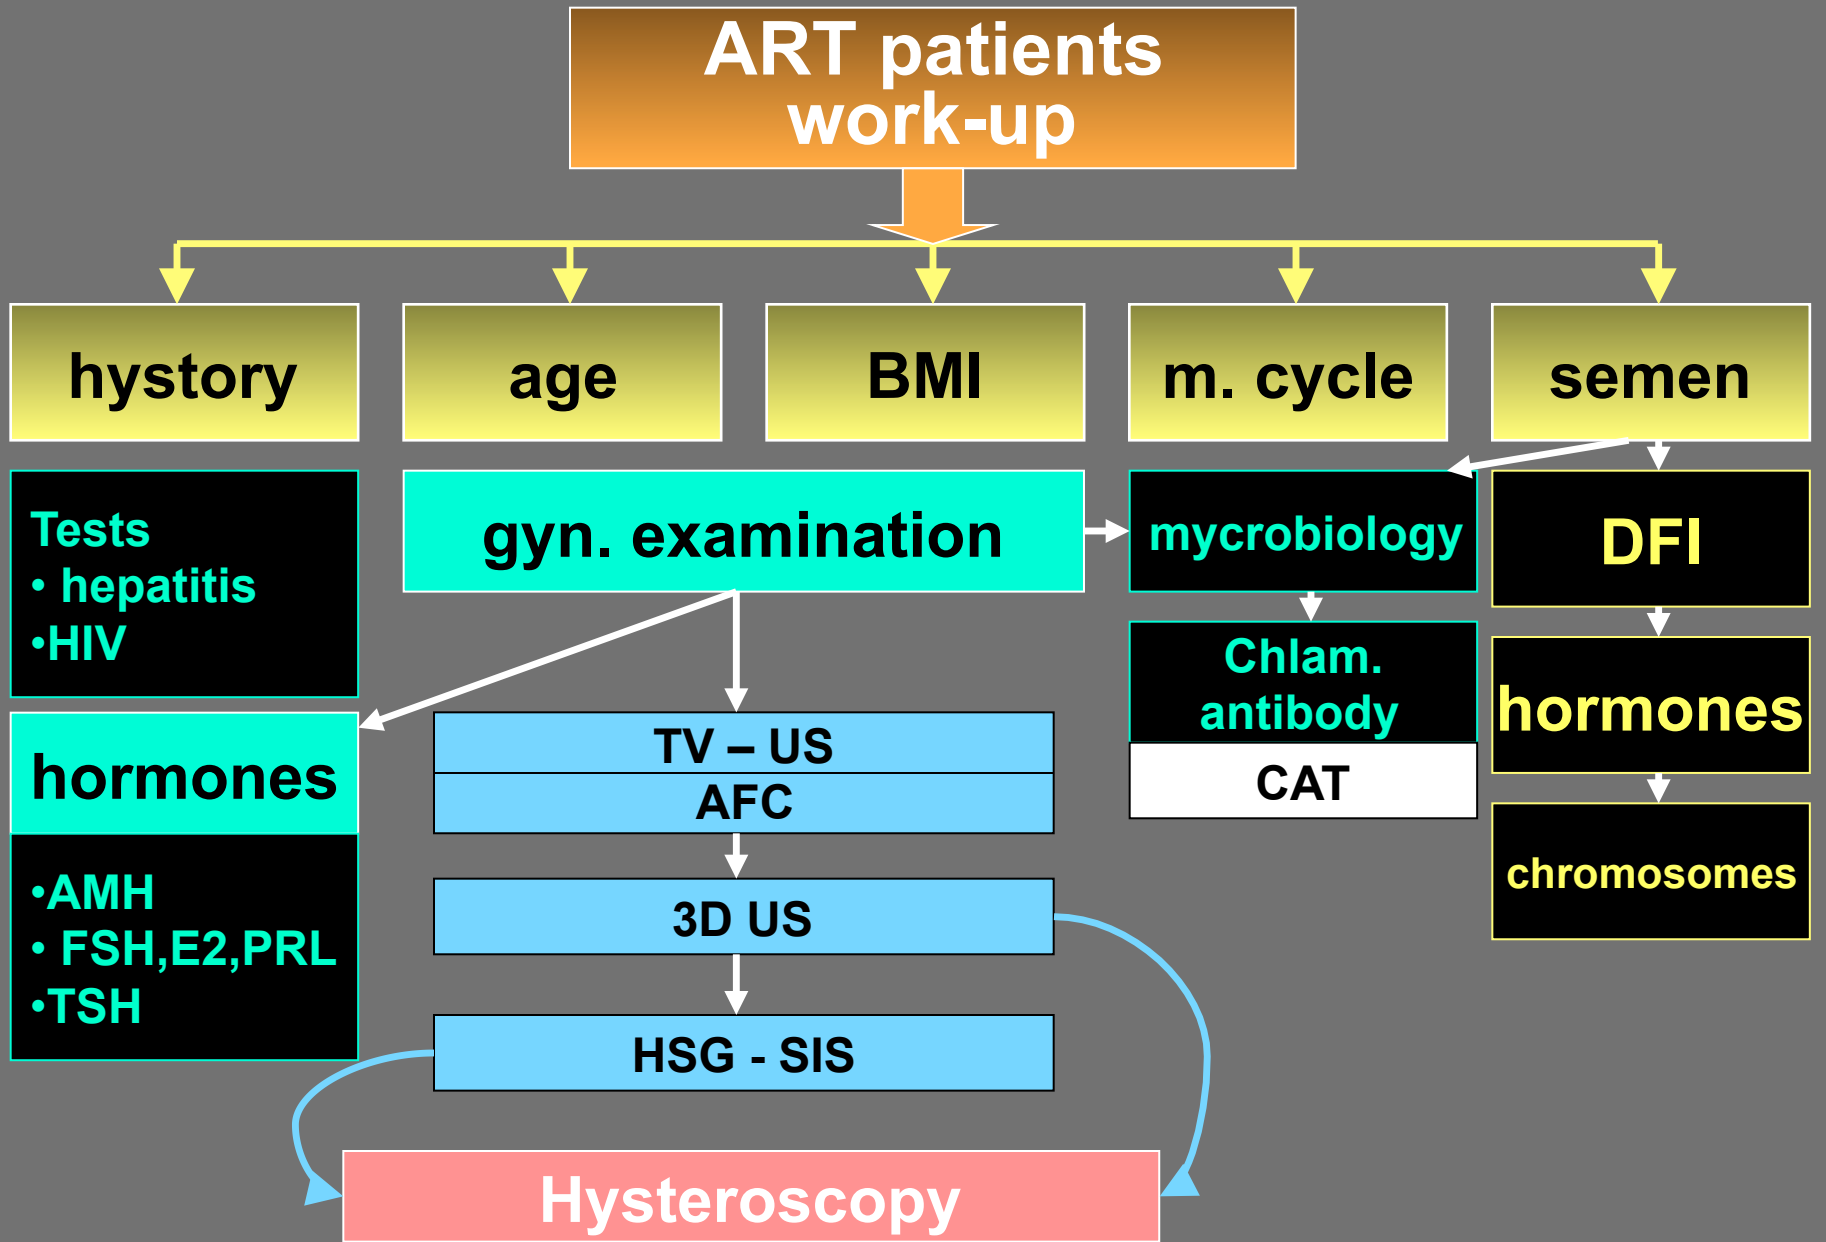 ART patients
work-up
hystory
age
BMI
m. cycle
semen
Tests
• hepatitis
•HIV
gyn. examination
mycrobiology
DFI
Chlam.
antibody
CAT
hormones
hormones
TV – US
AFC
chromosomes
•AMH
• FSH,E2,PRL
•TSH
3D US
HSG - SIS
Hysteroscopy